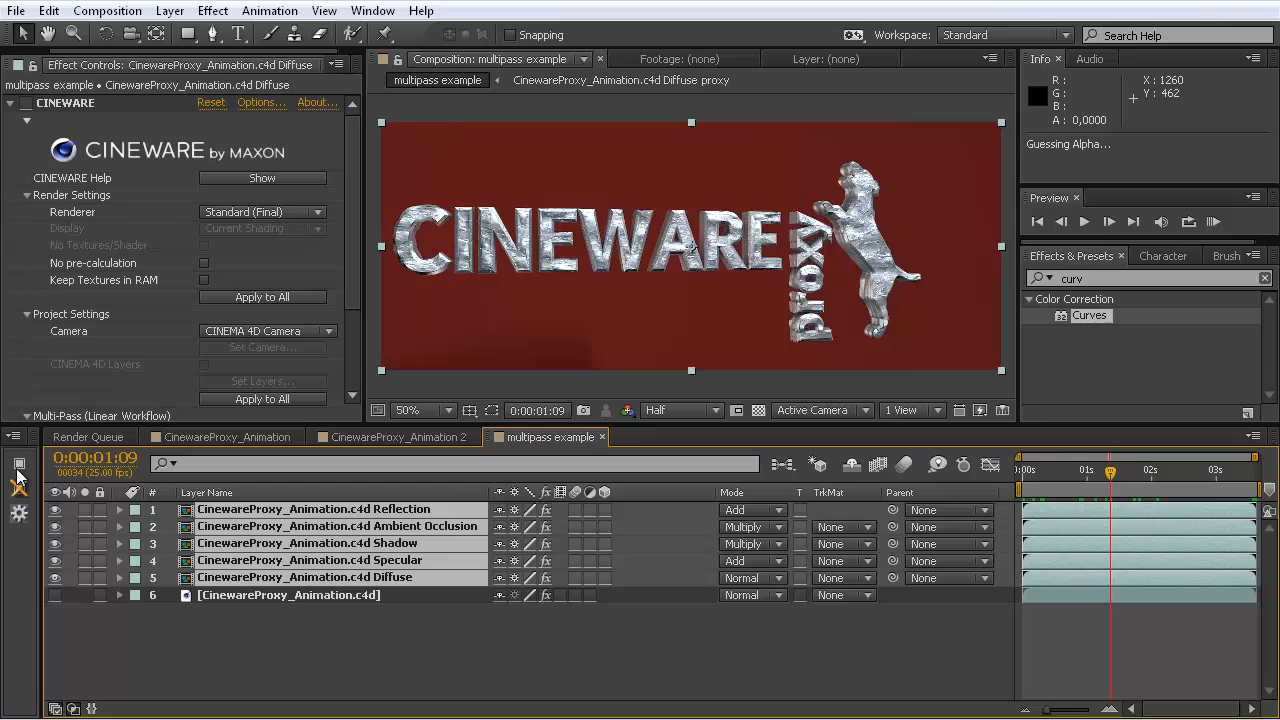 File Edit Composition Layer Effect Animation View Window Help
Snapping Workspace: Standard Search Help
Effect Controls: CinewareProxy_Animation.c4d Diffuse
multipass example • CinewareProxy_Animation.c4d Diffuse
CINEWARE Reset Options... About...
CINEWARE by MAXON
CINEWARE Help Show
Render Settings
Renderer Standard (Final)
Display Current Shading
No Textures/Shader
No pre-calculation
Keep Textures in RAM
Apply to All
Project Settings
Camera CINEMA 4D Camera
Set Camera...
CINEMA 4D Layers
Set Layers...
Apply to All
Multi-Pass (Linear Workflow)
Composition: multipass example Footage: (none) Layer: (none)
multipass example CinewareProxy_Animation.c4d Diffuse proxy
CINEWARE
proxy
50% 0:00:01:09 Half Active Camera 1 View
Info Audio
R: X: 1260
G: Y: 462
B:
A: 0,0000
Guessing Alpha...
Preview
Effects & Presets Character Brush
curv
Color Correction
32 Curves
Render Queue CinewareProxy_Animation CinewareProxy_Animation 2 multipass example
0:00:01:09
00034 (25.00 fps)
0:00s 01s 02s 03s
# Layer Name fx Mode T TrkMat Parent
1 CinewareProxy_Animation.c4d Reflection fx Add None
2 CinewareProxy_Animation.c4d Ambient Occlusion fx Multiply None None
3 CinewareProxy_Animation.c4d Shadow fx Multiply None None
4 CinewareProxy_Animation.c4d Specular fx Add None None
5 CinewareProxy_Animation.c4d Diffuse fx Normal None None
6 [CinewareProxy_Animation.c4d] fx Normal None None